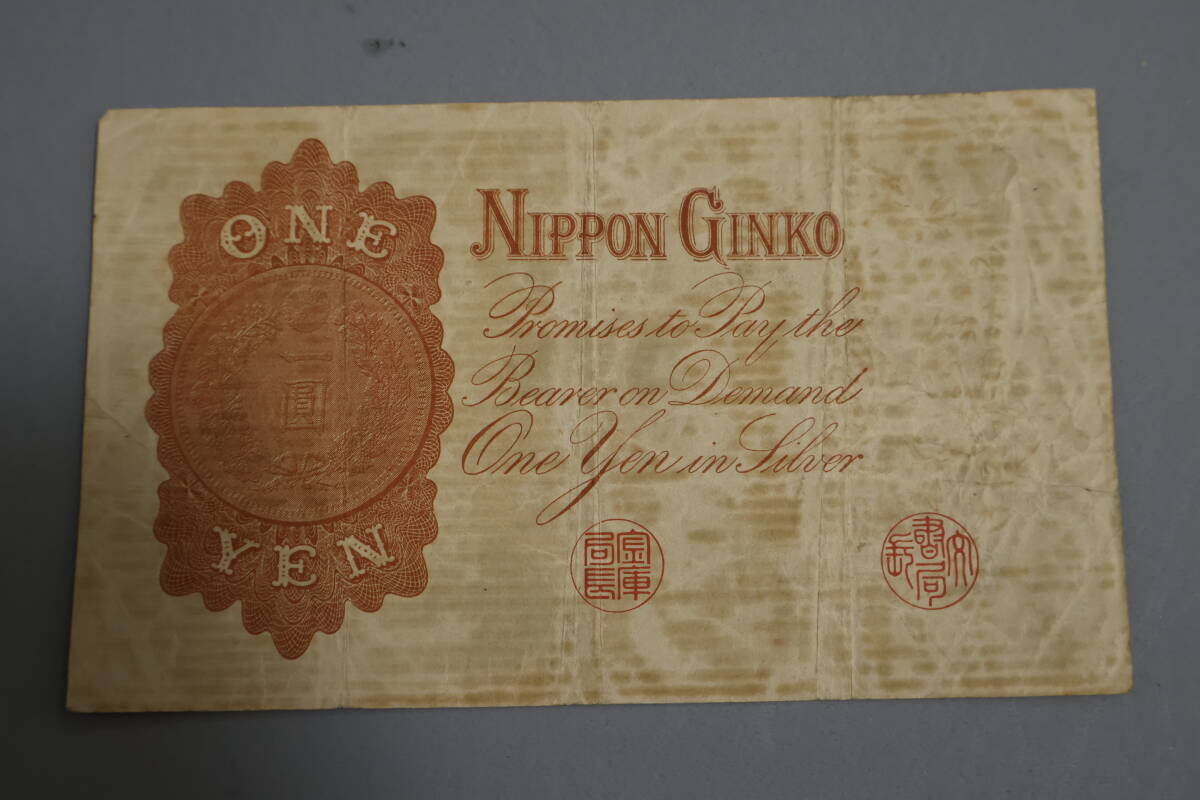 ONE
一圓
YEN
NIPPON GINKO
Promises to Pay the
Bearer on Demand
One Yen in Silver
金庫局長
文書局長